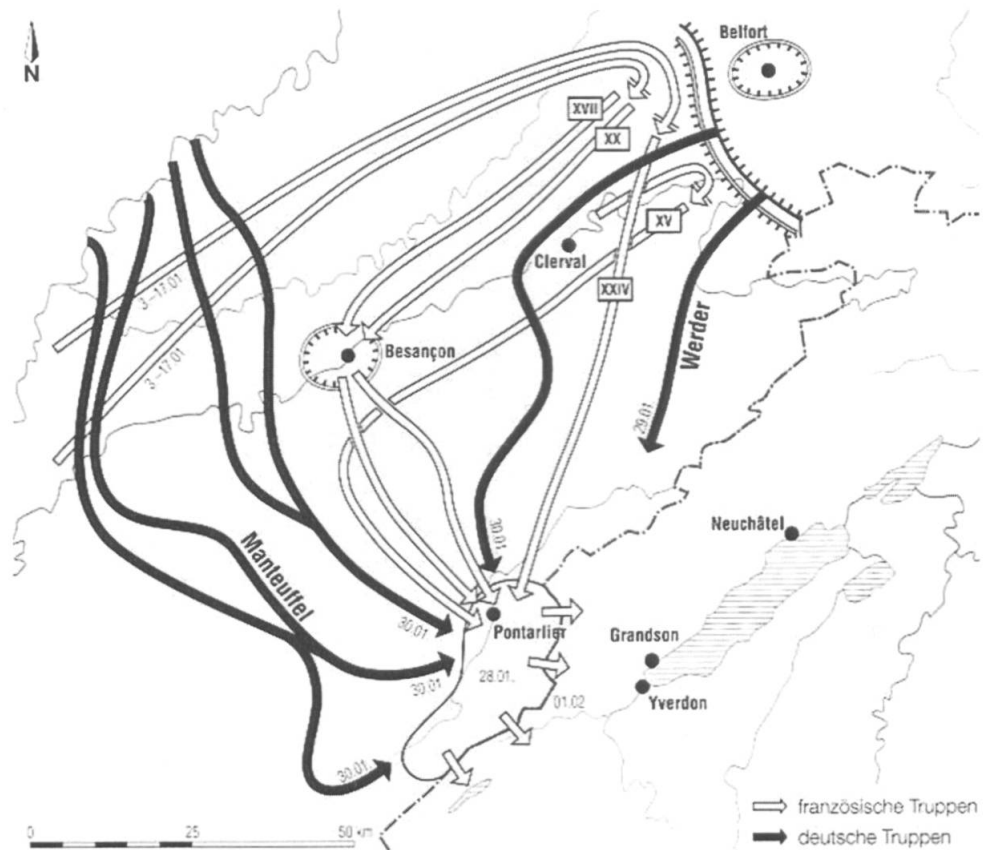 N
Belfort
XVII
XX
XV
Clerval
XXIV
3.–17.01
3.–17.01
Besançon
Werder
29.01
30.01
Neuchâtel
Manteuffel
30.01
Pontarlier
Grandson
30.01
28.01.
01.02
Yverdon
30.01.
0 25 50 km
französische Truppen
deutsche Truppen